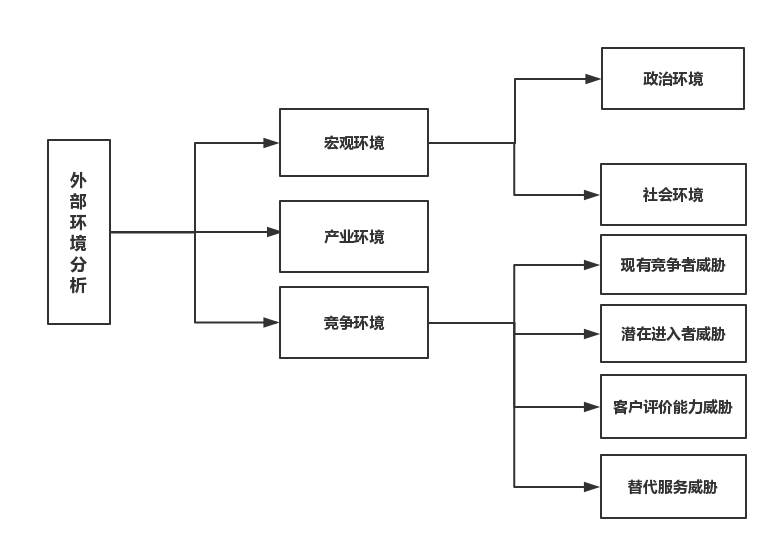 外部环境分析
宏观环境
产业环境
竞争环境
政治环境
社会环境
现有竞争者威胁
潜在进入者威胁
客户评价能力威胁
替代服务威胁